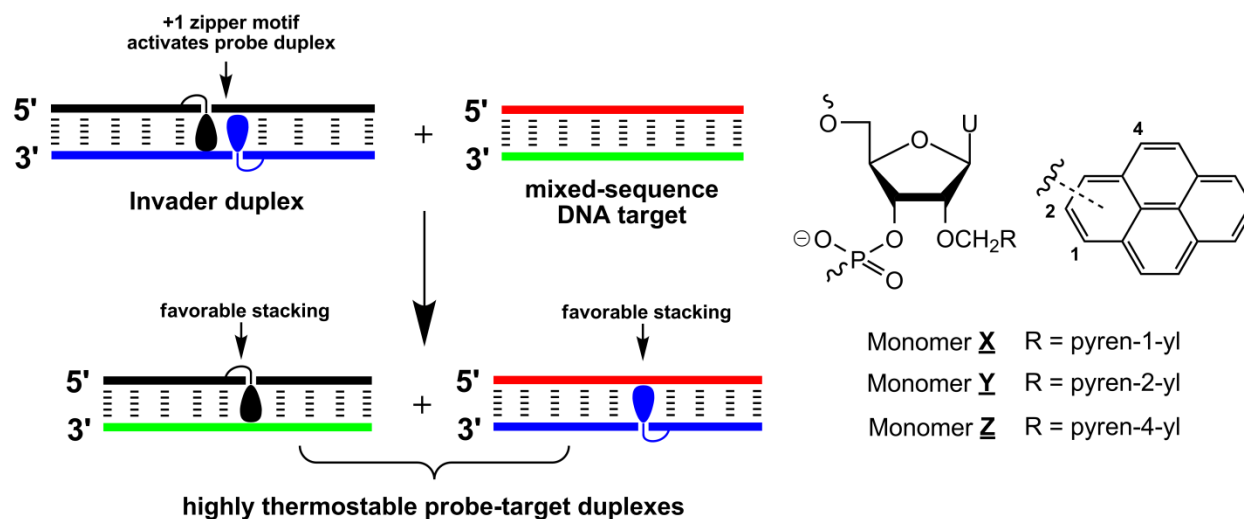 +1 zipper motif
activates probe duplex
5'
3'
+
5'
3'
Invader duplex
mixed-sequence
DNA target
favorable stacking
favorable stacking
5'
3'
+
5'
3'
highly thermostable probe-target duplexes
O
O
U
O
OCH2R
⊖O
P
O
4
2
1
Monomer X R = pyren-1-yl
Monomer Y R = pyren-2-yl
Monomer Z R = pyren-4-yl